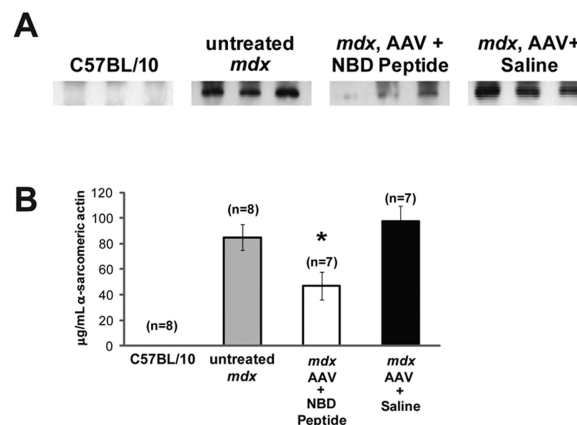 A
C57BL/10
untreated
mdx
mdx, AAV +
NBD Peptide
mdx, AAV+
Saline
B
µg/mL α-sarcomeric actin
120
100
80
60
40
20
0
(n=8)
(n=8)
*
(n=7)
(n=7)
C57BL/10
untreated
mdx
mdx
AAV
+
NBD
Peptide
mdx
AAV
+
Saline